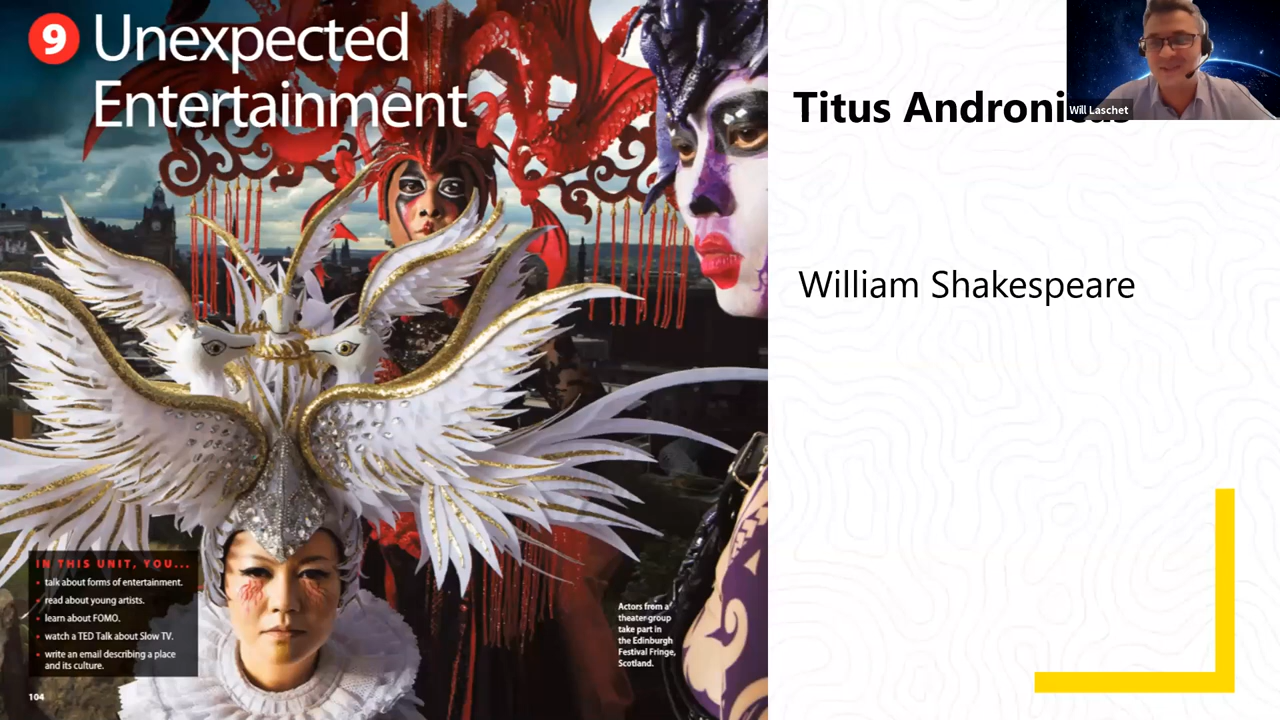 9 Unexpected
Entertainment
IN THIS UNIT, YOU...
• talk about forms of entertainment.
• read about young artists.
• learn about FOMO.
• watch a TED Talk about Slow TV.
• write an email describing a place
and its culture.
104
Actors from a
theater group
take part in
the Edinburgh
Festival Fringe,
Scotland.
Titus Andronicus
Will Laschet
William Shakespeare